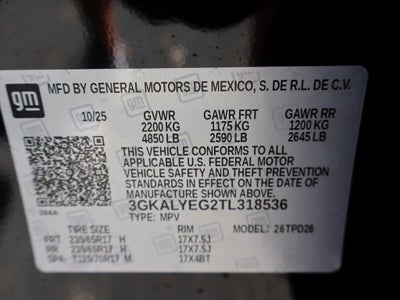 gm
MFD BY GENERAL MOTORS DE MEXICO, S. DE R.L. DE C.V.
10/25 GVWR GAWR FRT GAWR RR
2200 KG 1175 KG 1200 KG
4850 LB 2590 LB 2645 LB
THIS VEHICLE CONFORMS TO ALL
APPLICABLE U.S. FEDERAL MOTOR
VEHICLE SAFETY AND THEFT PREVENTION
STANDARDS IN EFFECT ON THE DATE OF
MANUFACTURE SHOWN ABOVE.
3GKALYEG2TL318536
TYPE: MPV
TIRE SIZE RIM MODEL: 26TPD26
FRT 235/65R17 H 17X7.5J
RR 235/65R17 H 17X7.5J
SPA T125/70R17 M 17X4BT